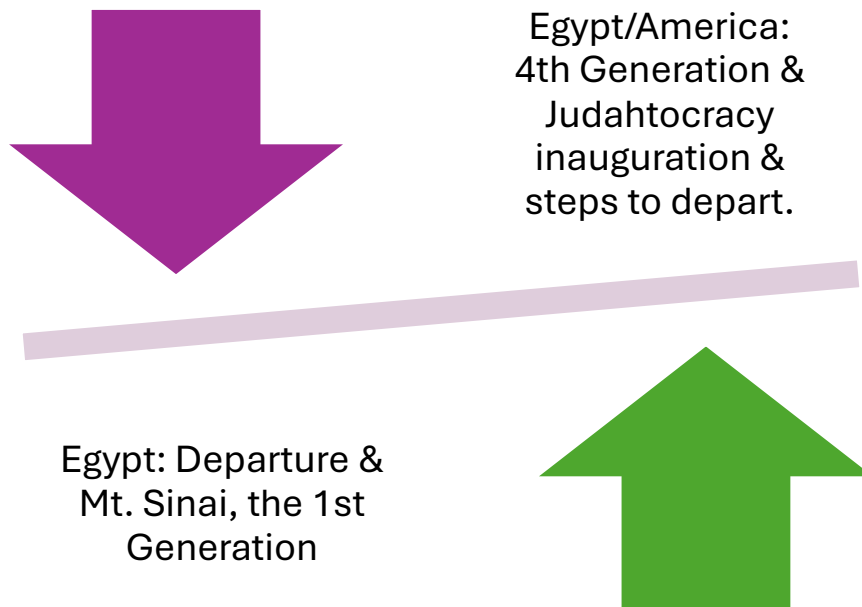 Egypt/America:
4th Generation &
Judahtocracy
inauguration &
steps to depart.
Egypt: Departure &
Mt. Sinai, the 1st
Generation